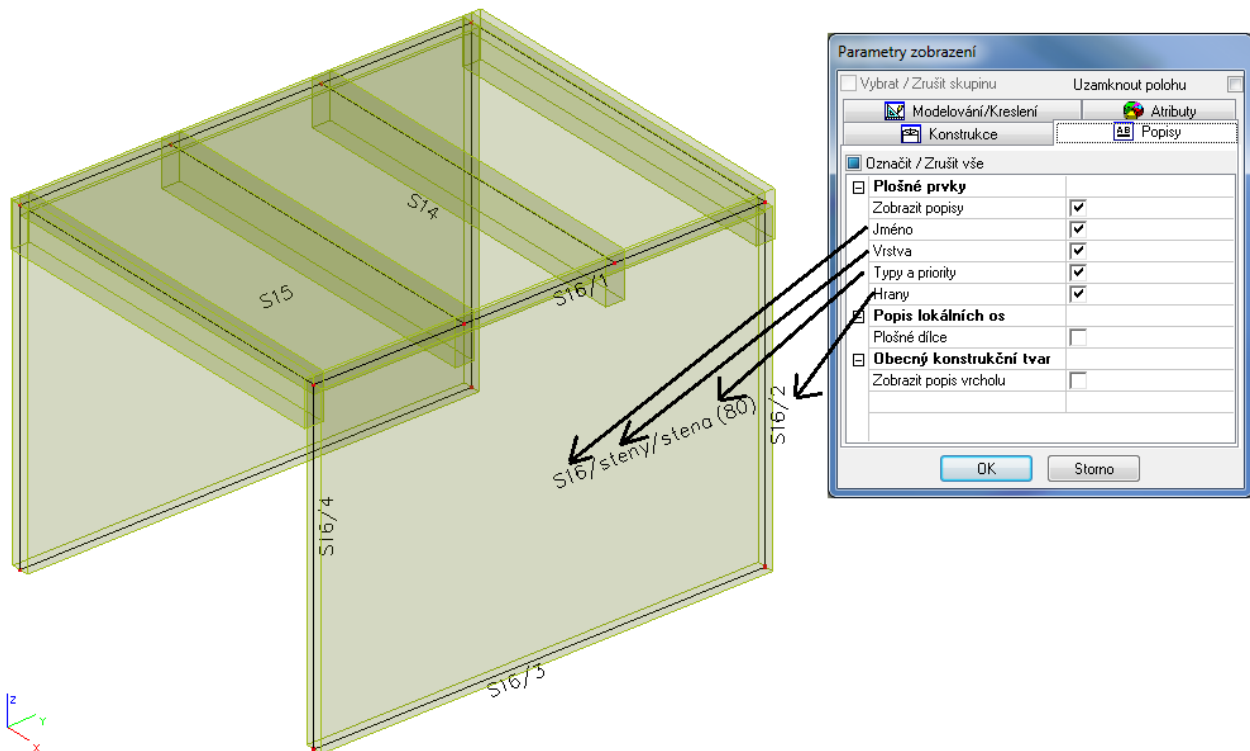 Parametry zobrazení
Vybrat / Zrušit skupinu
Uzamknout polohu
Modelování/Kreslení
Atributy
Konstrukce
AB Popisy
Označit / Zrušit vše
Plošné prvky
Zobrazit popisy
Jméno
Vrstva
Typy a priority
Hrany
Popis lokálních os
Plošné dílce
Obecný konstrukční tvar
Zobrazit popis vrcholu
OK
Storno
S14
S15
S16/1
S16/steny/stena (80)
S16/2
S16/4
S16/3
z
Y
x